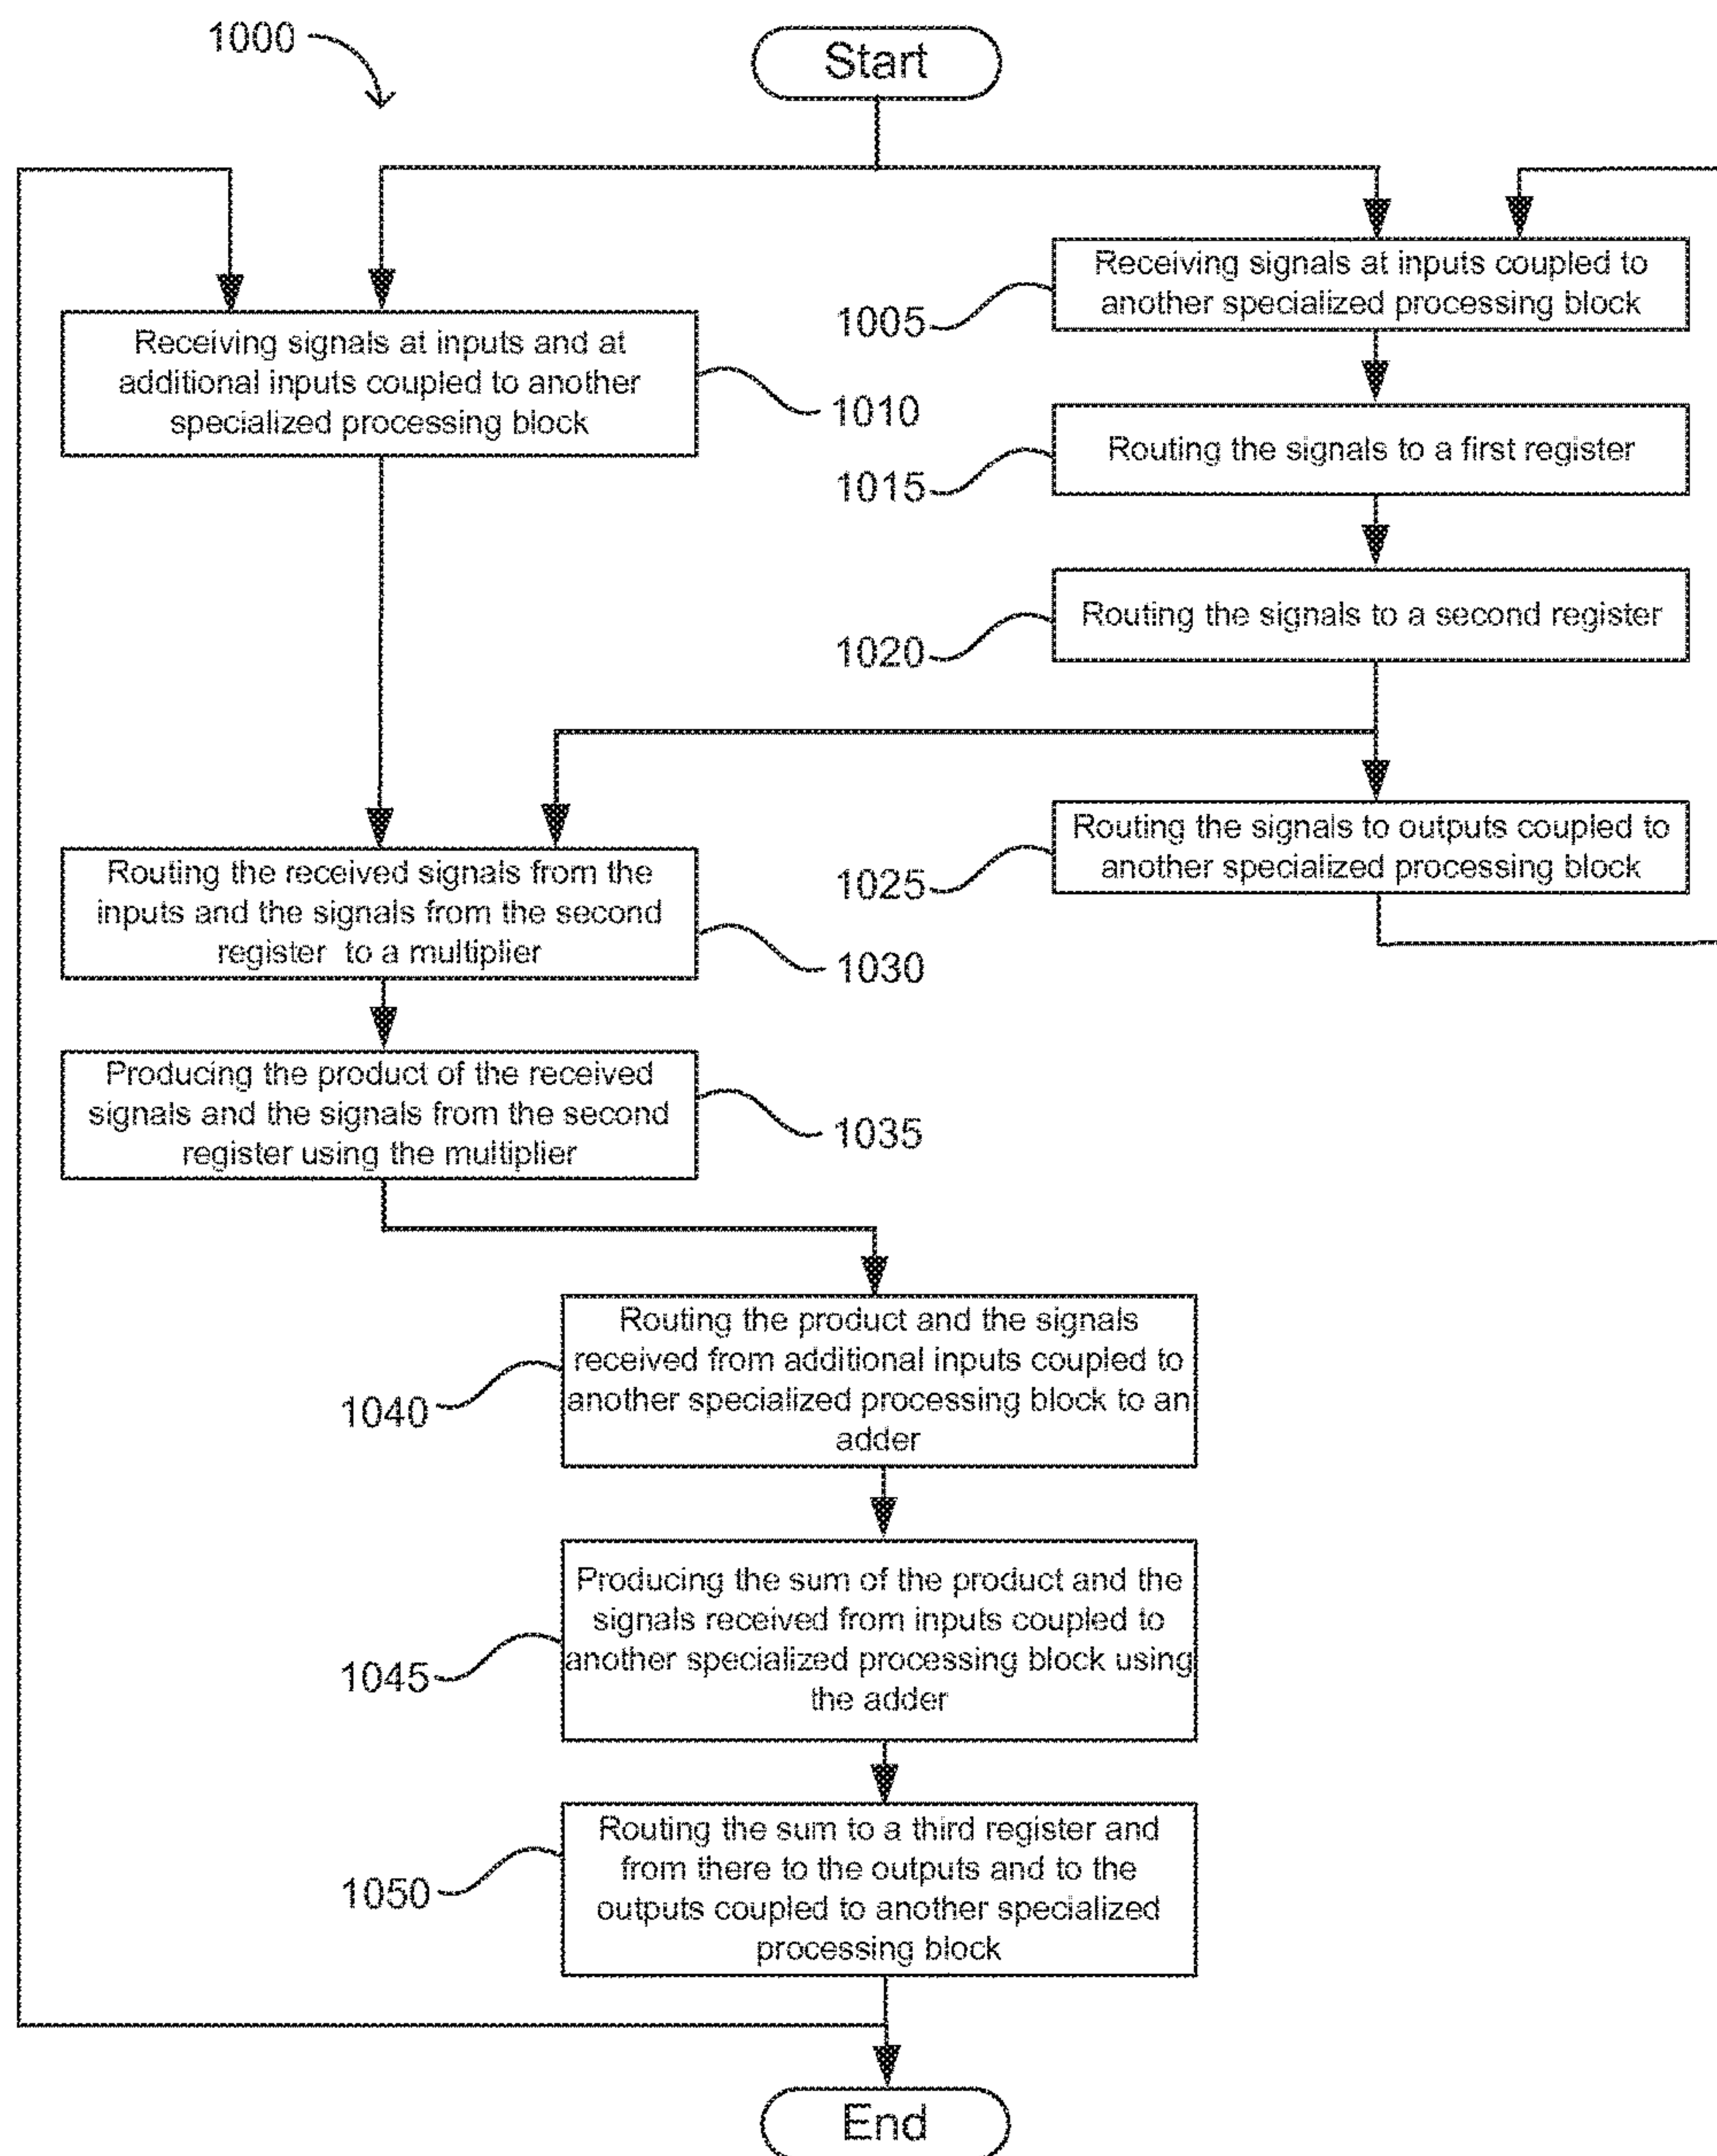 1000
Start
Receiving signals at inputs coupled to
another specialized processing block
1005
Receiving signals at inputs and at
additional inputs coupled to another
specialized processing block
1010
Routing the signals to a first register
1015
Routing the signals to a second register
1020
Routing the signals to outputs coupled to
another specialized processing block
1025
Routing the received signals from the
inputs and the signals from the second
register to a multiplier
1030
Producing the product of the received
signals and the signals from the second
register using the multiplier
1035
Routing the product and the signals
received from additional inputs coupled to
another specialized processing block to an
adder
1040
Producing the sum of the product and the
signals received from inputs coupled to
another specialized processing block using
the adder
1045
Routing the sum to a third register and
from there to the outputs and to the
outputs coupled to another specialized
processing block
1050
End